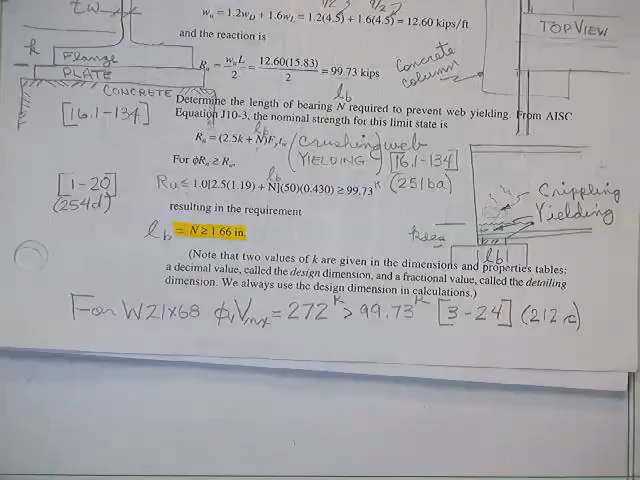 tw
w_u = 1.2w_D + 1.6w_L = 1.2(4.5) + 1.6(4.5) = 12.60 kips/ft
TOP VIEW
and the reaction is
k
Flange
PLATE
CONCRETE
R_u = w_uL/2 = 12.60(15.83)/2 = 99.73 kips
Concrete
column
l_b
Determine the length of bearing N required to prevent web yielding. From AISC
Equation J10-3, the nominal strength for this limit state is
[16.1-134]
l_b
R_n = (2.5k + N)F_yt_w
(crushing web
YIELDING) [16.1-134]
For ϕR_n ≥ R_u,
l_b
(251ba)
[1-20]
(254d)
Ru ≤ 1.0[2.5(1.19) + N](50)(0.430) ≥ 99.73 k
Crippling
Yielding
resulting in the requirement
l_b = N ≥ 1.66 in.
kdes
lb
(Note that two values of k are given in the dimensions and properties tables:
a decimal value, called the design dimension, and a fractional value, called the detailing
dimension. We always use the design dimension in calculations.)
For W21x68 ϕ_vV_nx = 272 k > 99.73 k [3-24] (212c)